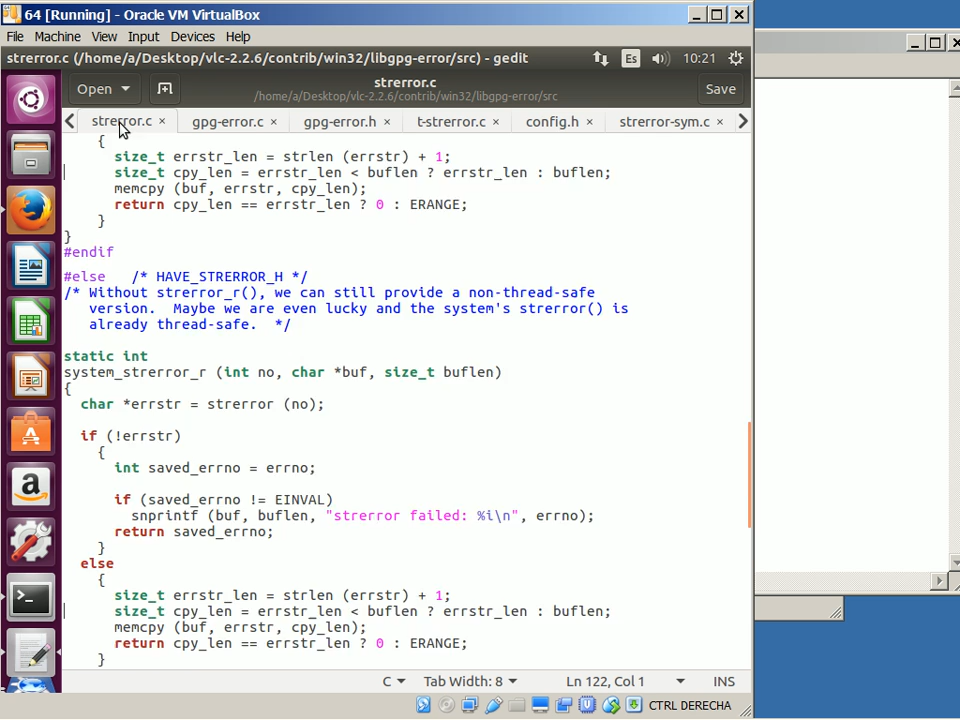 64 [Running] - Oracle VM VirtualBox
File Machine View Input Devices Help
strerror.c (/home/a/Desktop/vlc-2.2.6/contrib/win32/libgpg-error/src) - gedit
Es
10:21
Open
strerror.c
/home/a/Desktop/vlc-2.2.6/contrib/win32/libgpg-error/src
Save
strerror.c × gpg-error.c × gpg-error.h × t-strerror.c × config.h × strerror-sym.c ×
{
size_t errstr_len = strlen (errstr) + 1;
size_t cpy_len = errstr_len < buflen ? errstr_len : buflen;
memcpy (buf, errstr, cpy_len);
return cpy_len == errstr_len ? 0 : ERANGE;
}
}
#endif
#else /* HAVE_STRERROR_H */
/* Without strerror_r(), we can still provide a non-thread-safe
version. Maybe we are even lucky and the system's strerror() is
already thread-safe. */
static int
system_strerror_r (int no, char *buf, size_t buflen)
{
char *errstr = strerror (no);
if (!errstr)
{
int saved_errno = errno;
if (saved_errno != EINVAL)
snprintf (buf, buflen, "strerror failed: %i\n", errno);
return saved_errno;
}
else
{
size_t errstr_len = strlen (errstr) + 1;
size_t cpy_len = errstr_len < buflen ? errstr_len : buflen;
memcpy (buf, errstr, cpy_len);
return cpy_len == errstr_len ? 0 : ERANGE;
}
C Tab Width: 8 Ln 122, Col 1 INS
CTRL DERECHA